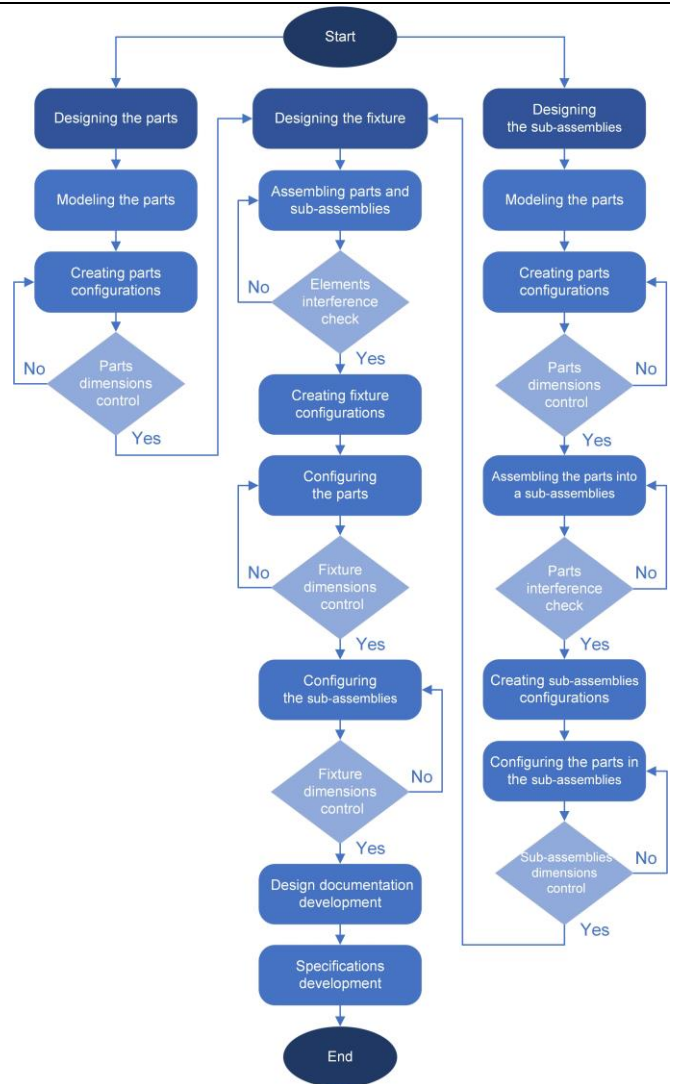 Start
Designing the parts
Modeling the parts
Creating parts
configurations
No
Parts
dimensions
control
Yes
Designing the fixture
Assembling parts and
sub-assemblies
No
Elements
interference
check
Yes
Creating fixture
configurations
Configuring
the parts
No
Fixture
dimensions
control
Yes
Configuring
the sub-assemblies
Fixture
dimensions
control
No
Yes
Design documentation
development
Specifications
development
End
Designing
the sub-assemblies
Modeling the parts
Creating parts
configurations
Parts
dimensions
control
No
Yes
Assembling the parts into
a sub-assemblies
Parts
interference
check
No
Yes
Creating sub-assemblies
configurations
Configuring the parts in
the sub-assemblies
Sub-assemblies
dimensions
control
No
Yes